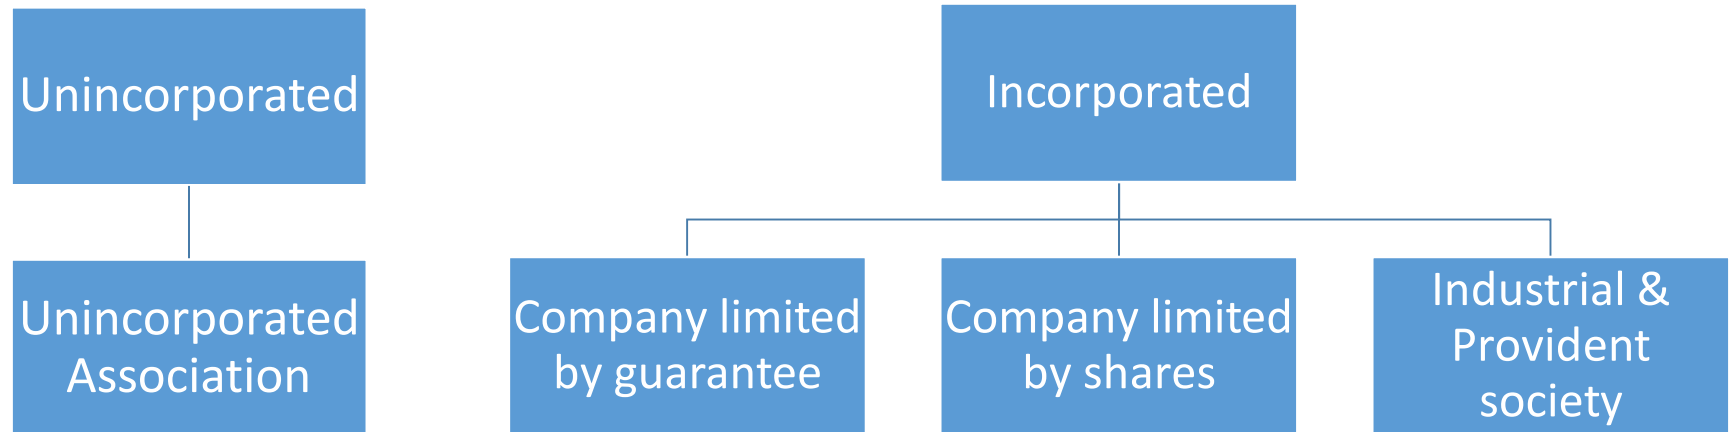 Unincorporated
Incorporated
Unincorporated
Association
Company limited
by guarantee
Company limited
by shares
Industrial &
Provident
society